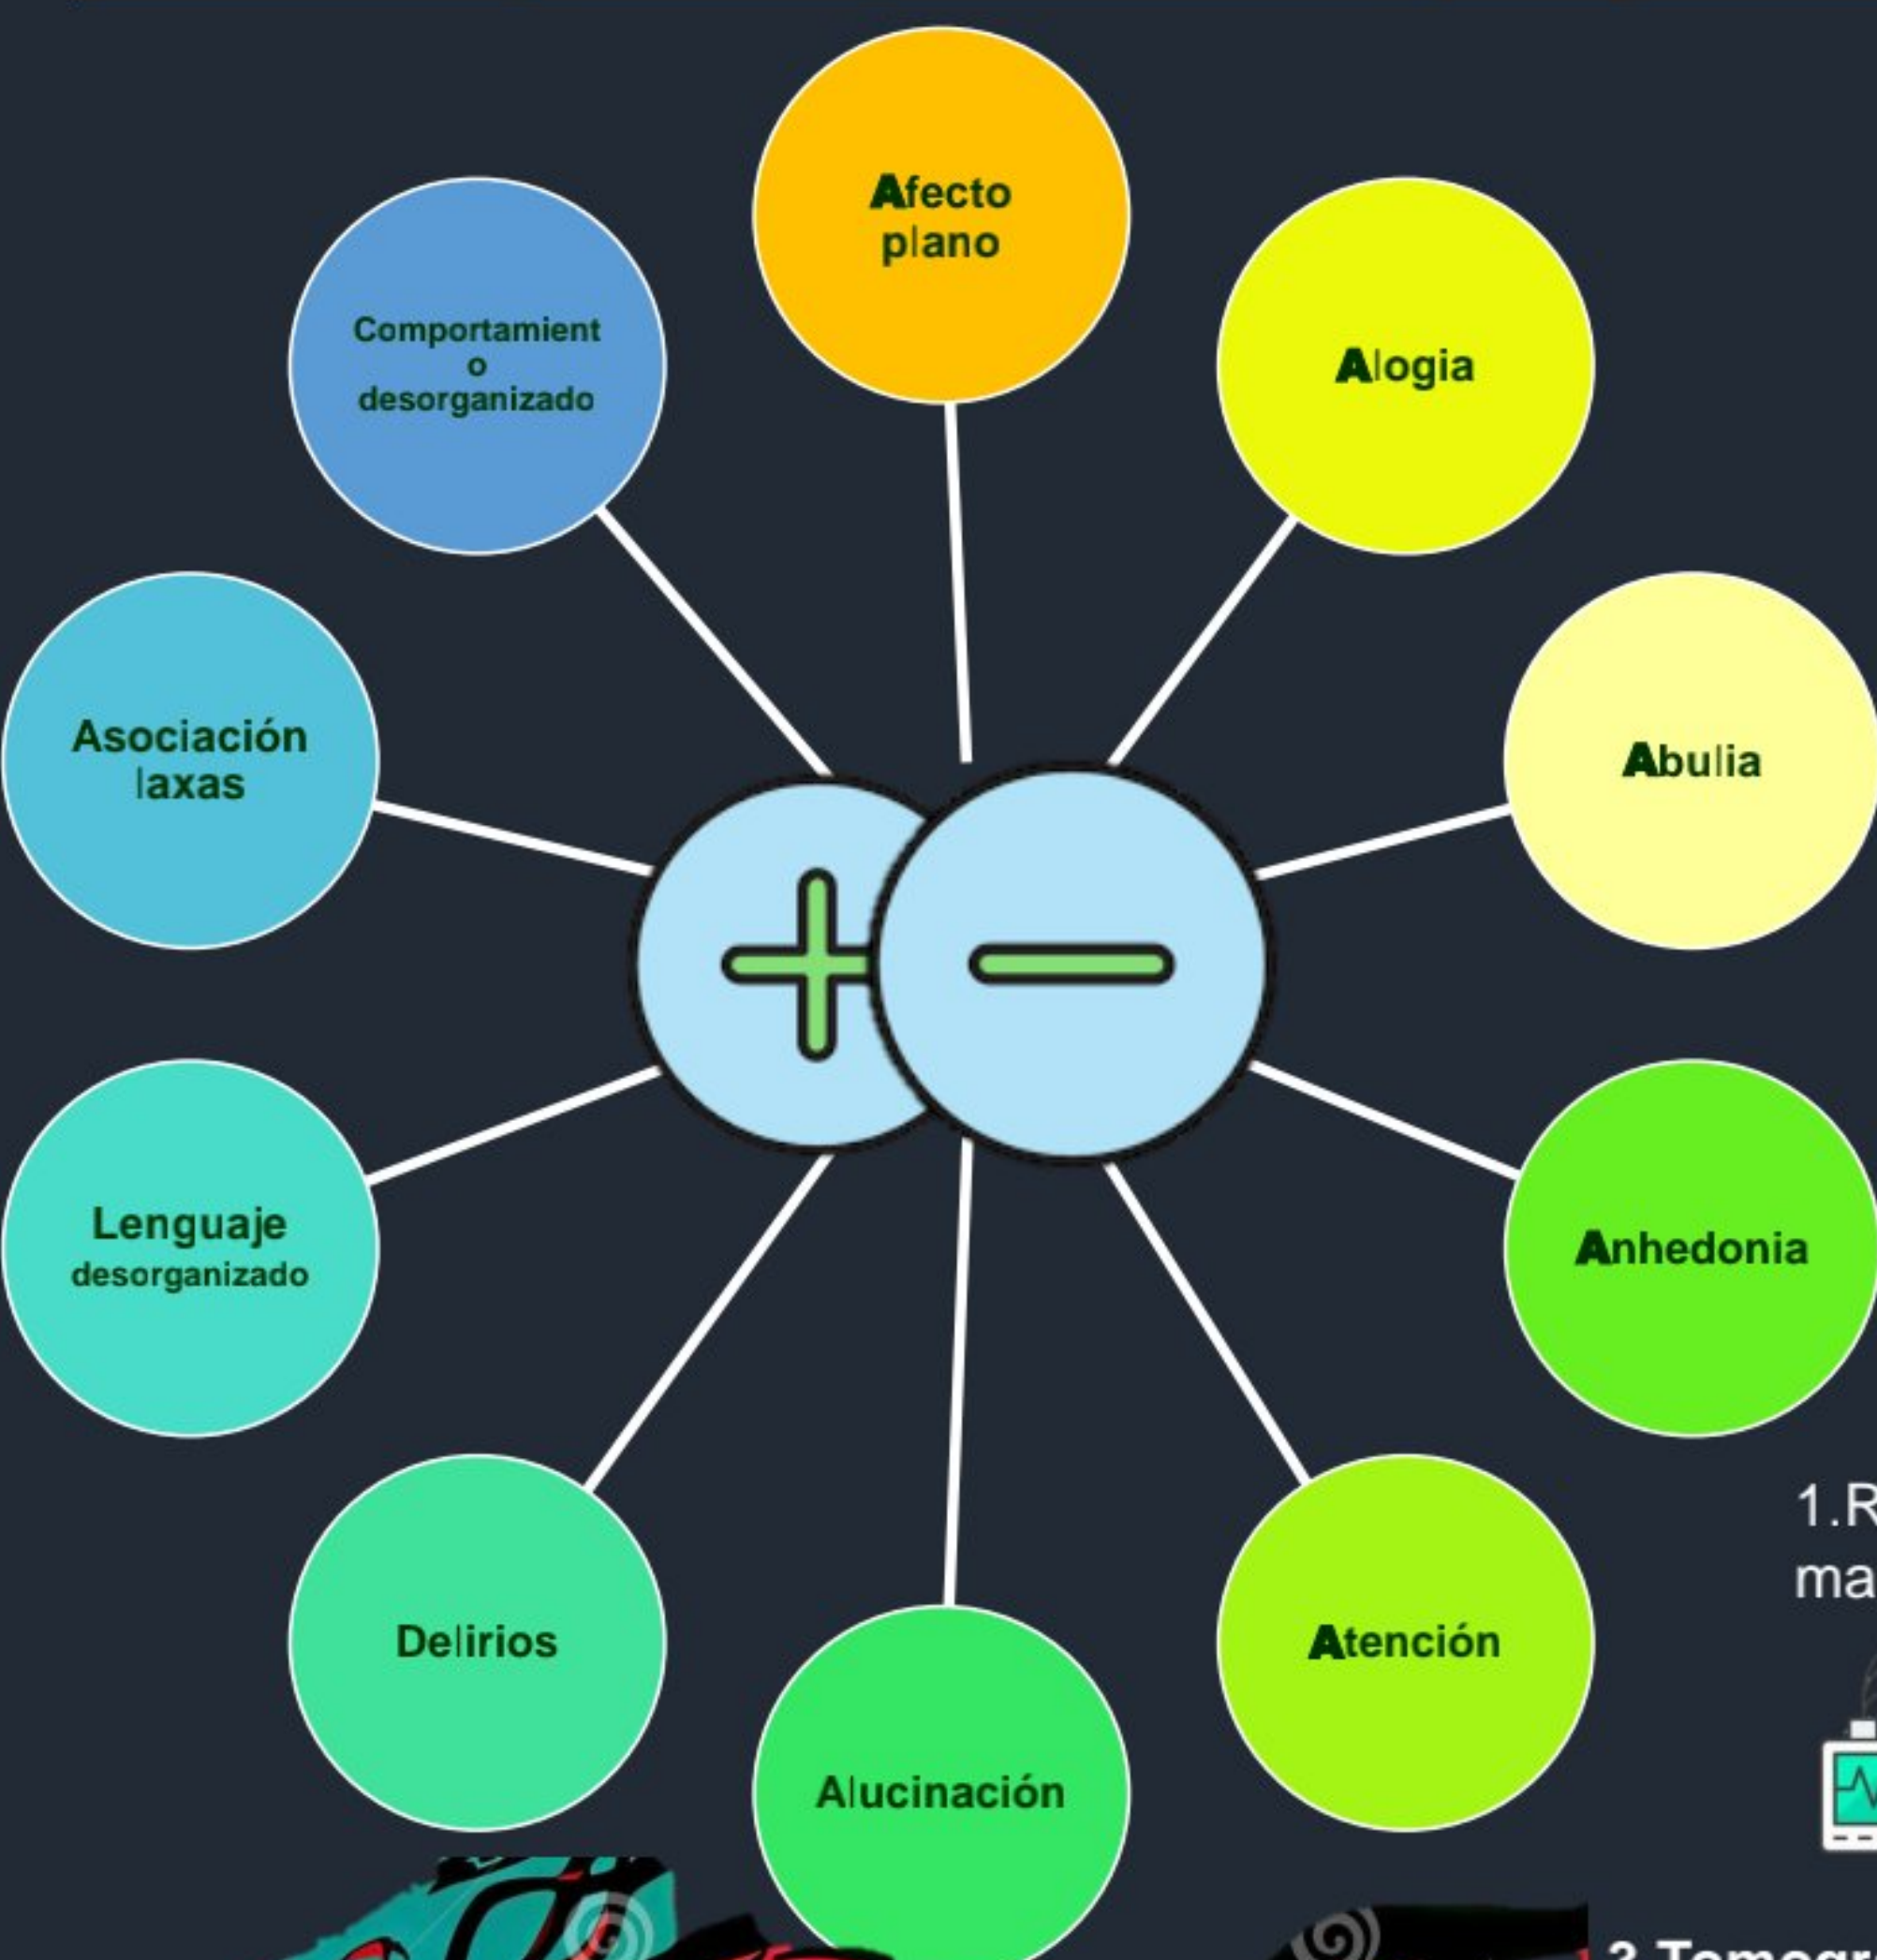 Afecto
plano
Alogia
Abulia
Anhedonia
Atención
Alucinación
Delirios
Lenguaje
desorganizado
Asociación
laxas
Comportamient
o
desorganizado
1.R
ma